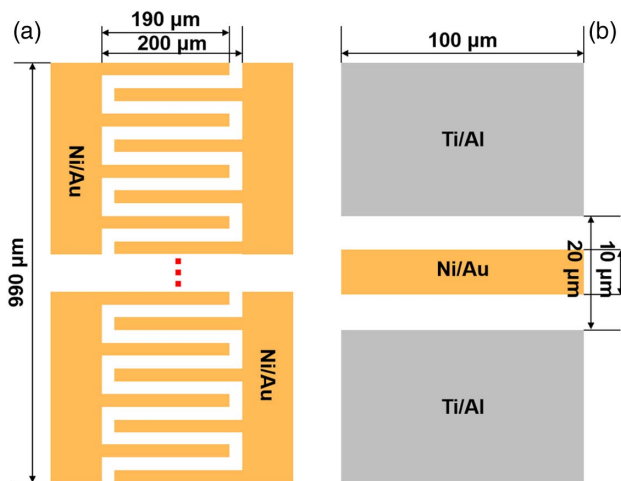 (a)
190 µm
200 µm
Ni/Au
990 µm
Ni/Au
(b)
100 µm
Ti/Al
Ni/Au
20 µm
10 µm
Ti/Al